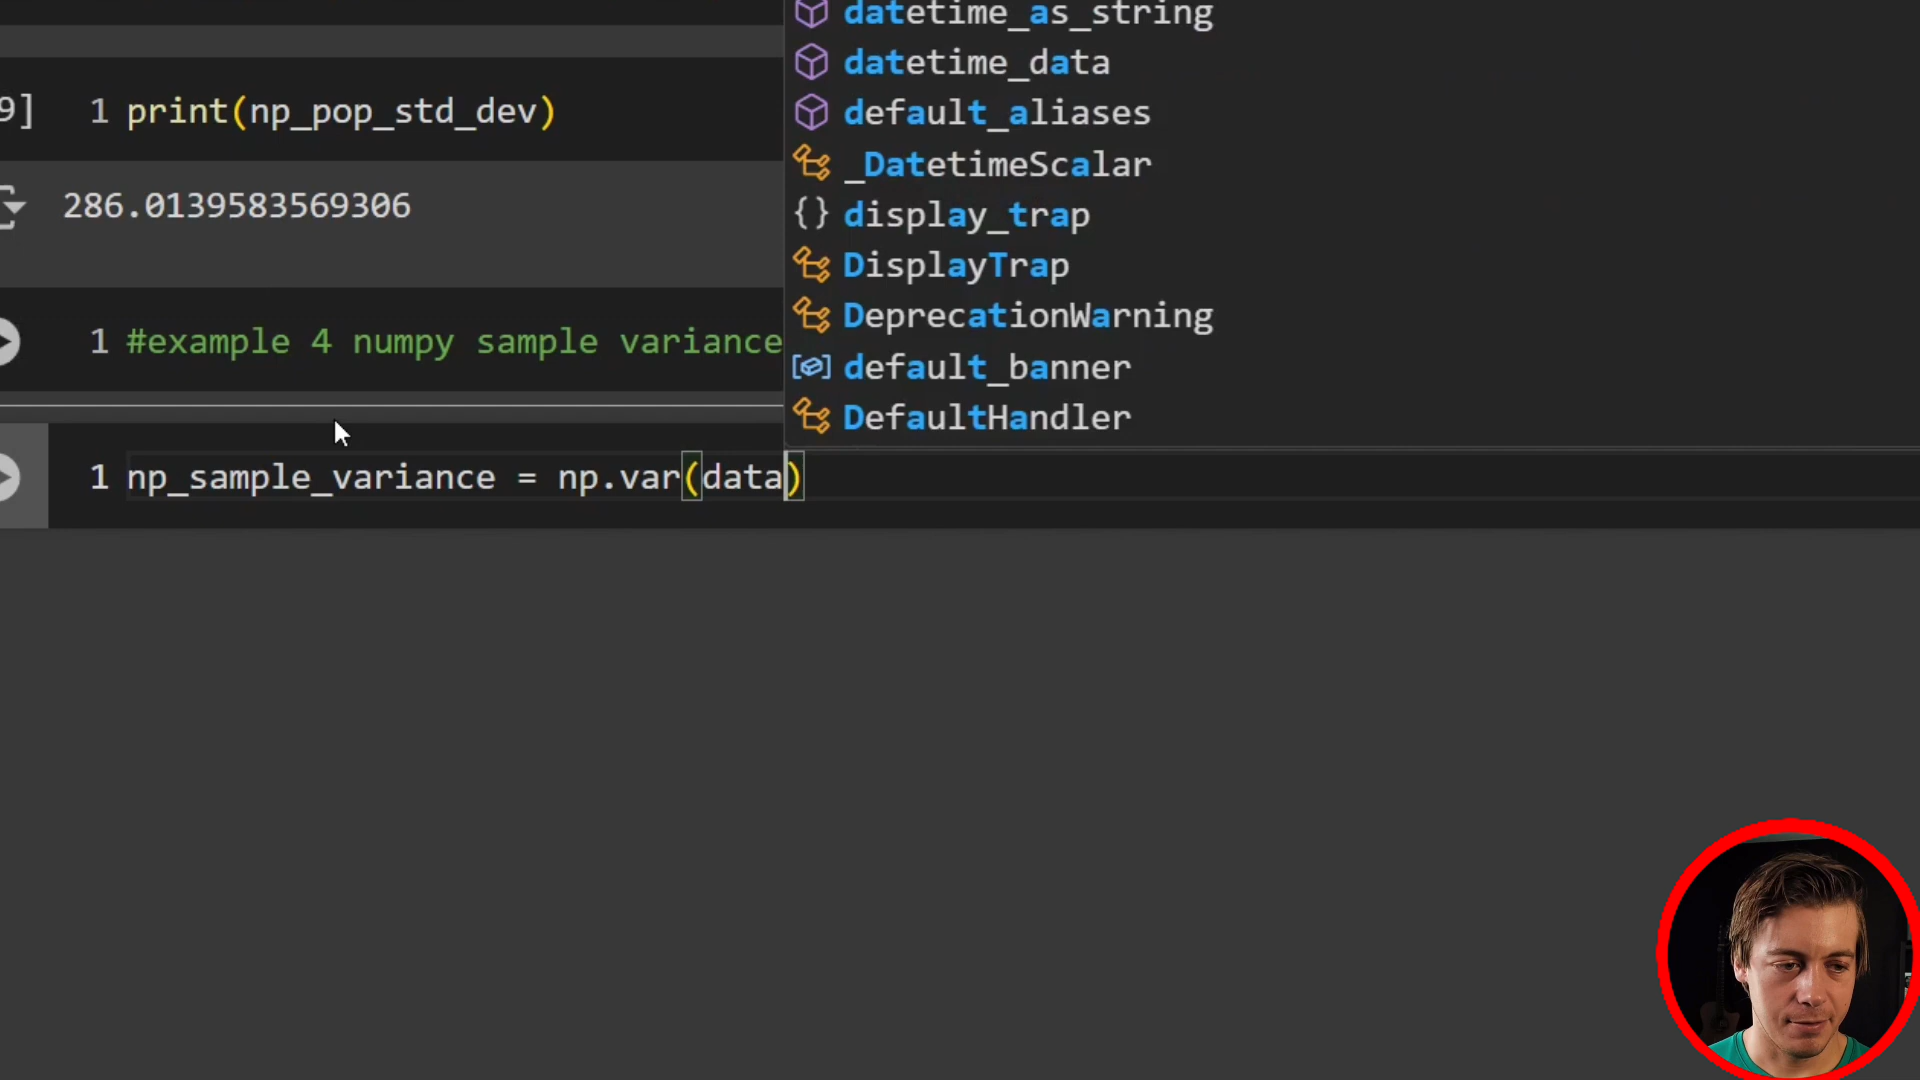 datetime_as_string
datetime_data
default_aliases
_DatetimeScalar
display_trap
DisplayTrap
DeprecationWarning
default_banner
DefaultHandler
9] 1 print(np_pop_std_dev)
286.0139583569306
1 #example 4 numpy sample variance
1 np_sample_variance = np.var(data)